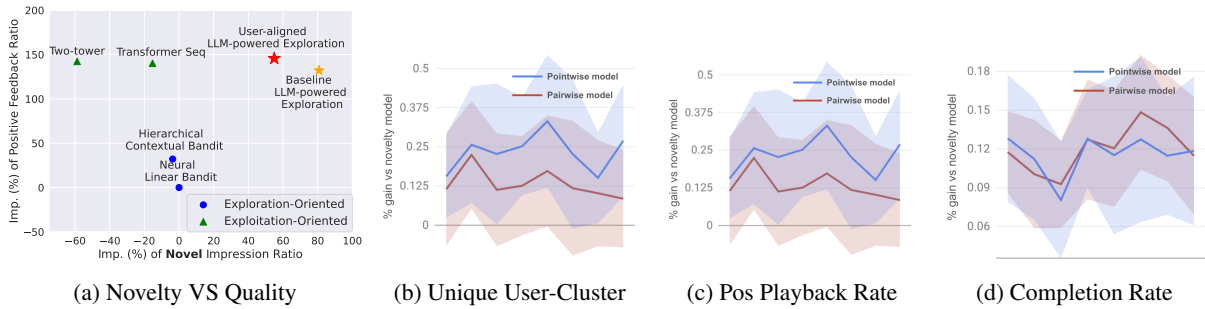 200
150
100
50
0
−50
−60
−40
−20
0
20
40
60
80
100
Imp. (%) of Positive Feedback Ratio
Imp. (%) of Novel Impression Ratio
Two-tower
Transformer Seq
User-aligned
LLM-powered Exploration
Baseline
LLM-powered
Exploration
Hierarchical
Contextual Bandit
Neural
Linear Bandit
Exploration-Oriented
Exploitation-Oriented
(a) Novelty VS Quality
% gain vs novelty model
0.5
0.375
0.25
0.125
0
Pointwise model
Pairwise model
(b) Unique User-Cluster
% gain vs novelty model
0.5
0.375
0.25
0.125
0
Pointwise model
Pairwise model
(c) Pos Playback Rate
% gain vs novelty model
0.18
0.15
0.12
0.09
0.06
Pointwise model
Pairwise model
(d) Completion Rate